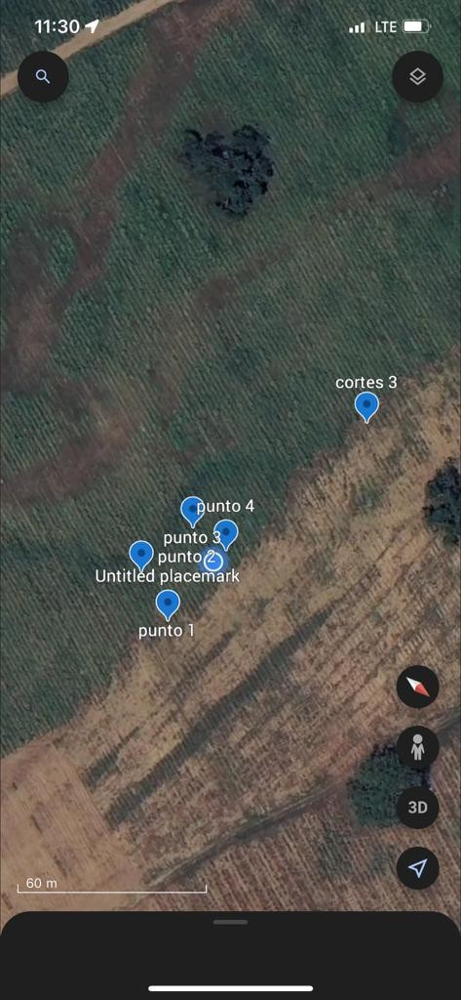 11:30
LTE
cortes 3
punto 4
punto 3
punto 2
Untitled placemark
punto 1
3D
60 m